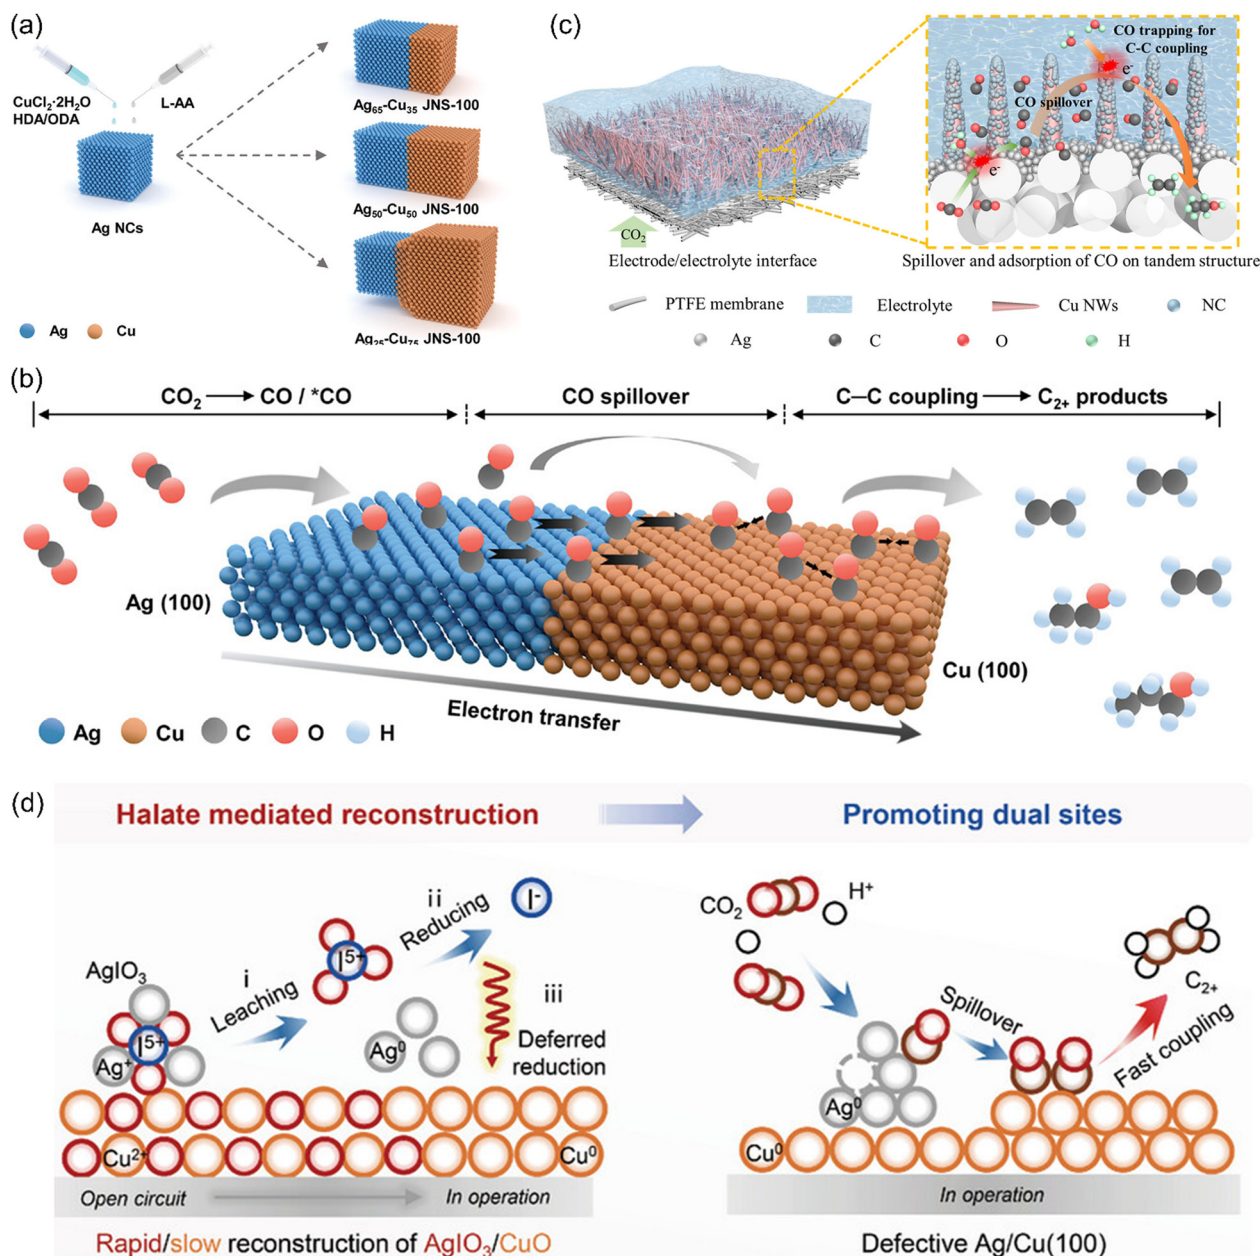 (a)
CuCl₂·2H₂O
HDA/ODA
L-AA
Ag NCs
Ag₆₅-Cu₃₅ JNS-100
Ag₅₀-Cu₅₀ JNS-100
Ag₂₅-Cu₇₅ JNS-100
Ag Cu
(c)
CO trapping for
C-C coupling
e⁻
CO spillover
e⁻
CO₂
Electrode/electrolyte interface
Spillover and adsorption of CO on tandem structure
PTFE membrane Electrolyte Cu NWs NC
Ag C O H
(b)
CO₂ → CO / *CO
CO spillover
C–C coupling → C₂₊ products
Ag (100)
Cu (100)
Electron transfer
Ag Cu C O H
(d)
Halate mediated reconstruction
Promoting dual sites
AgIO₃
I⁵⁺
Ag⁺
i
Leaching
I⁵⁺
ii
Reducing
I⁻
Ag⁰
iii
Deferred
reduction
Cu²⁺
Cu⁰
Open circuit
In operation
Rapid/slow reconstruction of AgIO₃/CuO
CO₂
H⁺
Ag⁰
Spillover
Fast coupling
C₂₊
Cu⁰
In operation
Defective Ag/Cu(100)